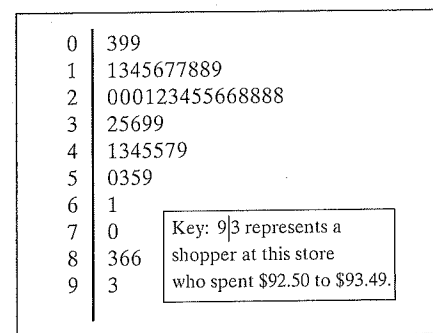 0 | 399
1 | 1345677889
2 | 000123455668888
3 | 25699
4 | 1345579
5 | 0359
6 | 1
7 | 0
8 | 366
9 | 3
Key: 9|3 represents a
shopper at this store
who spent $92.50 to $93.49.